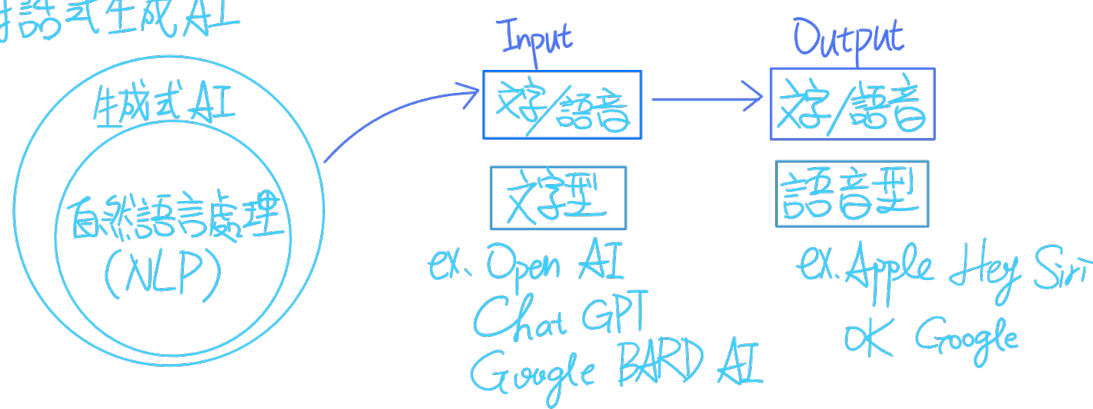 話式生成AI
生成式AI
自然語言處理
(NLP)
Input
文字/語音
Output
文字/語音
文字型
ex. Open AI
Chat GPT
Google BARD AI
語音型
ex. Apple Hey Siri
OK Google